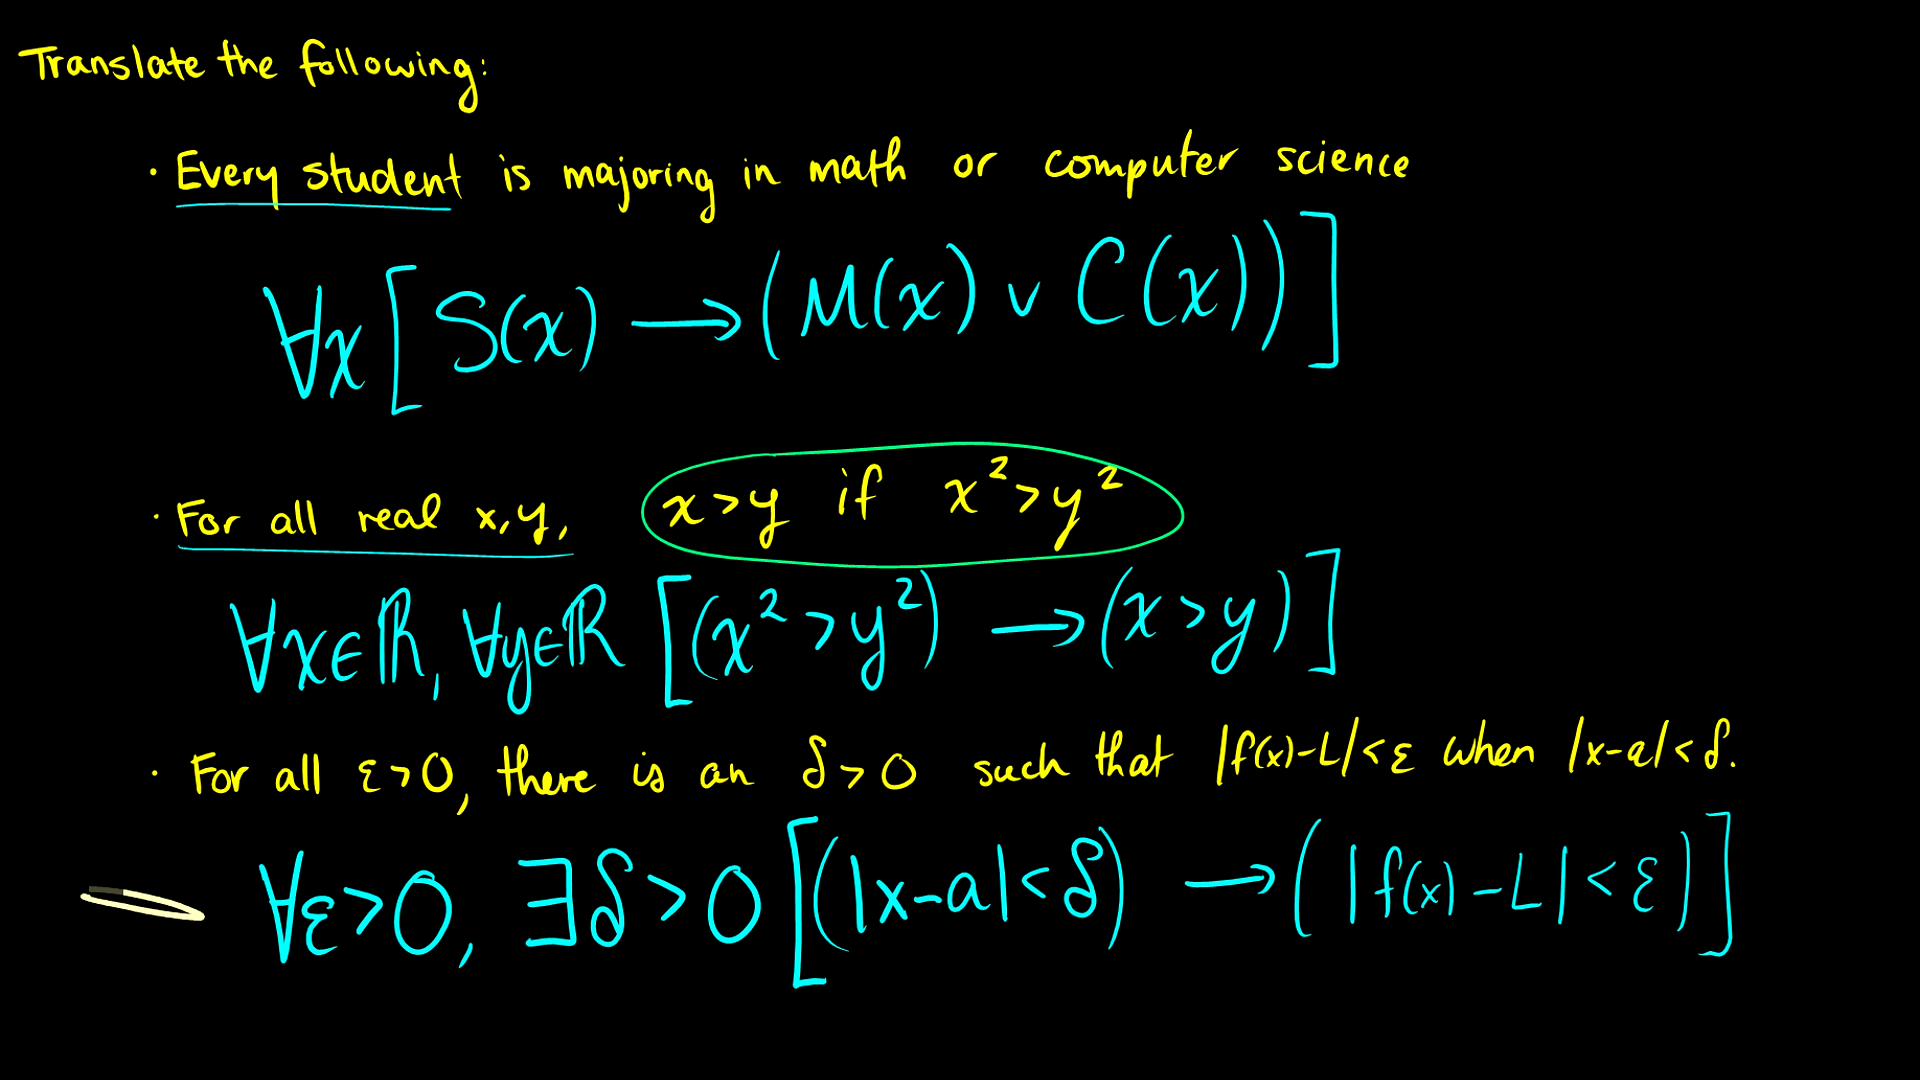 Translate the following:
· Every student is majoring in math or computer science
∀x[S(x) → (M(x) ∨ C(x))]
· For all real x,y, x>y if x²>y²
∀x∈ℝ, ∀y∈ℝ [(x²>y²) → (x>y)]
· For all ε>0, there is an δ>0 such that |f(x)-L|<ε when |x-a|<δ.
∀ε>0, ∃δ>0 [(|x-a|<δ) → (|f(x)-L|<ε)]